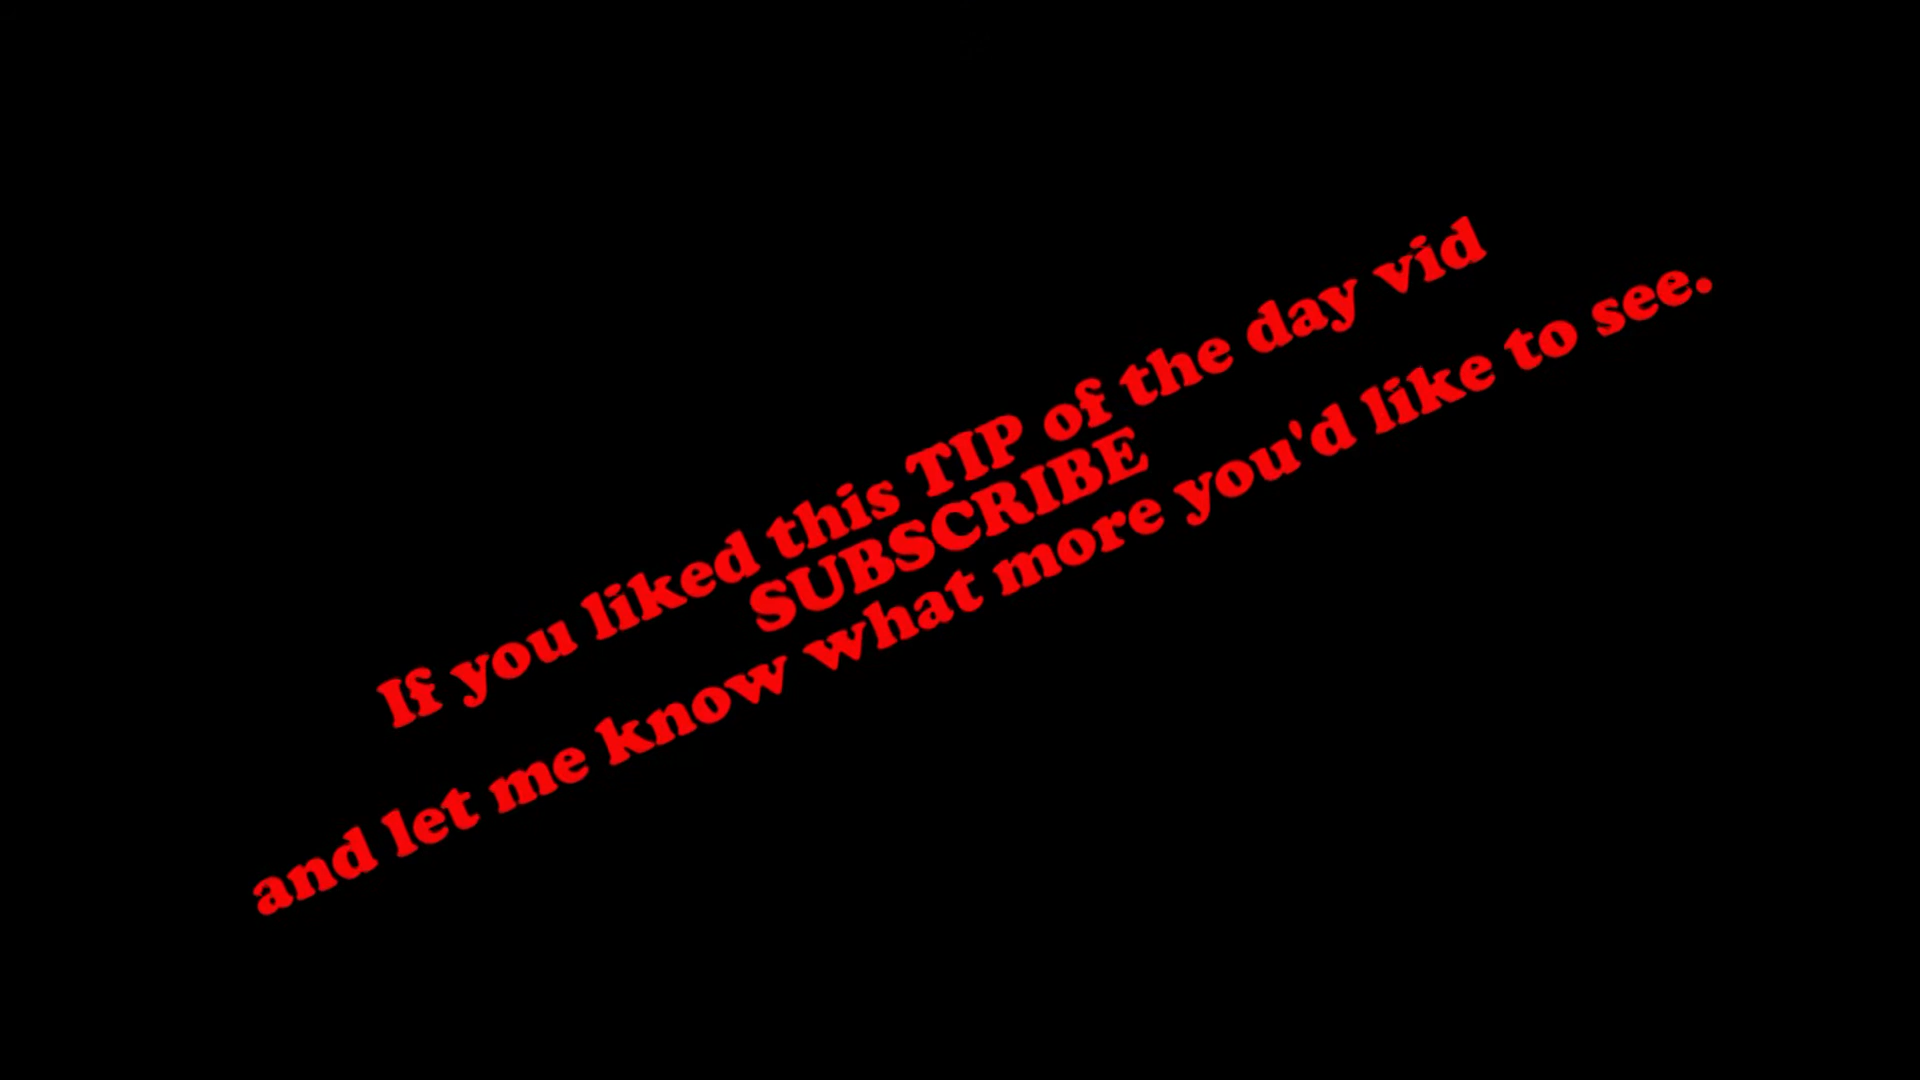 If you liked this TIP of the day vid
SUBSCRIBE
and let me know what more you'd like to see.